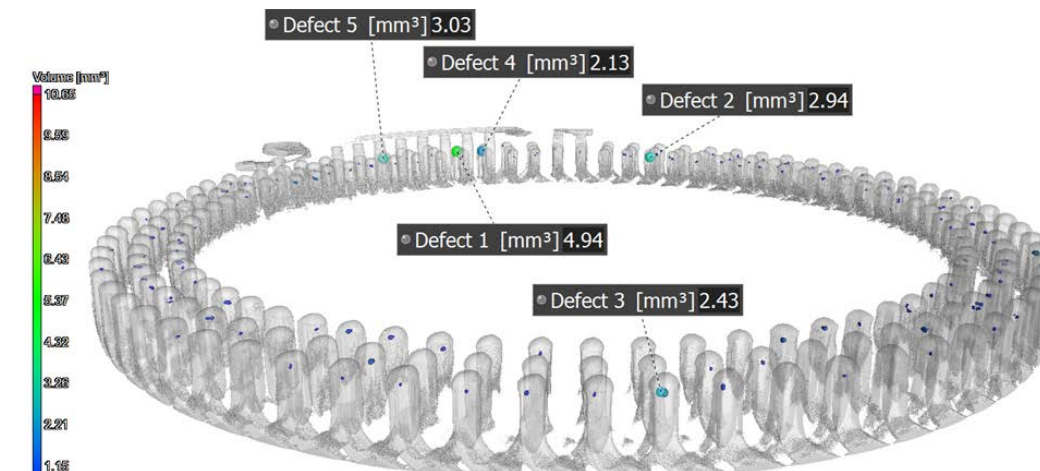 Defect 5 [mm³] 3.03
Defect 4 [mm³] 2.13
Defect 2 [mm³] 2.94
Volume [mm³]
10.65
9.59
8.54
7.48
6.43
5.37
4.32
3.26
2.21
1.15
Defect 1 [mm³] 4.94
Defect 3 [mm³] 2.43